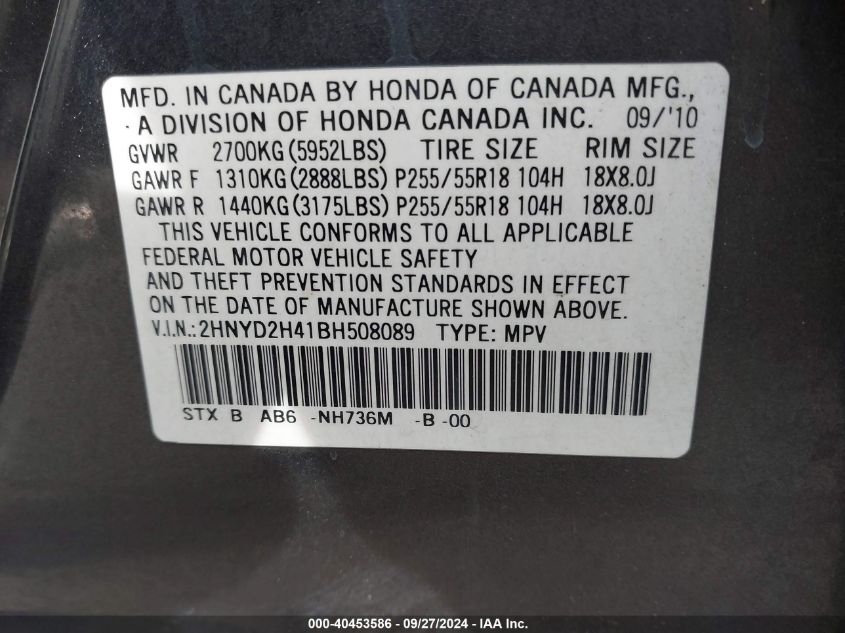 MFD. IN CANADA BY HONDA OF CANADA MFG.,
A DIVISION OF HONDA CANADA INC. 09/'10
GVWR 2700KG (5952LBS) TIRE SIZE RIM SIZE
GAWR F 1310KG (2888LBS) P255/55R18 104H 18X8.0J
GAWR R 1440KG (3175LBS) P255/55R18 104H 18X8.0J
THIS VEHICLE CONFORMS TO ALL APPLICABLE
FEDERAL MOTOR VEHICLE SAFETY
AND THEFT PREVENTION STANDARDS IN EFFECT
ON THE DATE OF MANUFACTURE SHOWN ABOVE.
V.I.N.: 2HNYD2H41BH508089 TYPE: MPV
STX B AB6 -NH736M -B -00
000-40453586 - 09/27/2024 - IAA Inc.